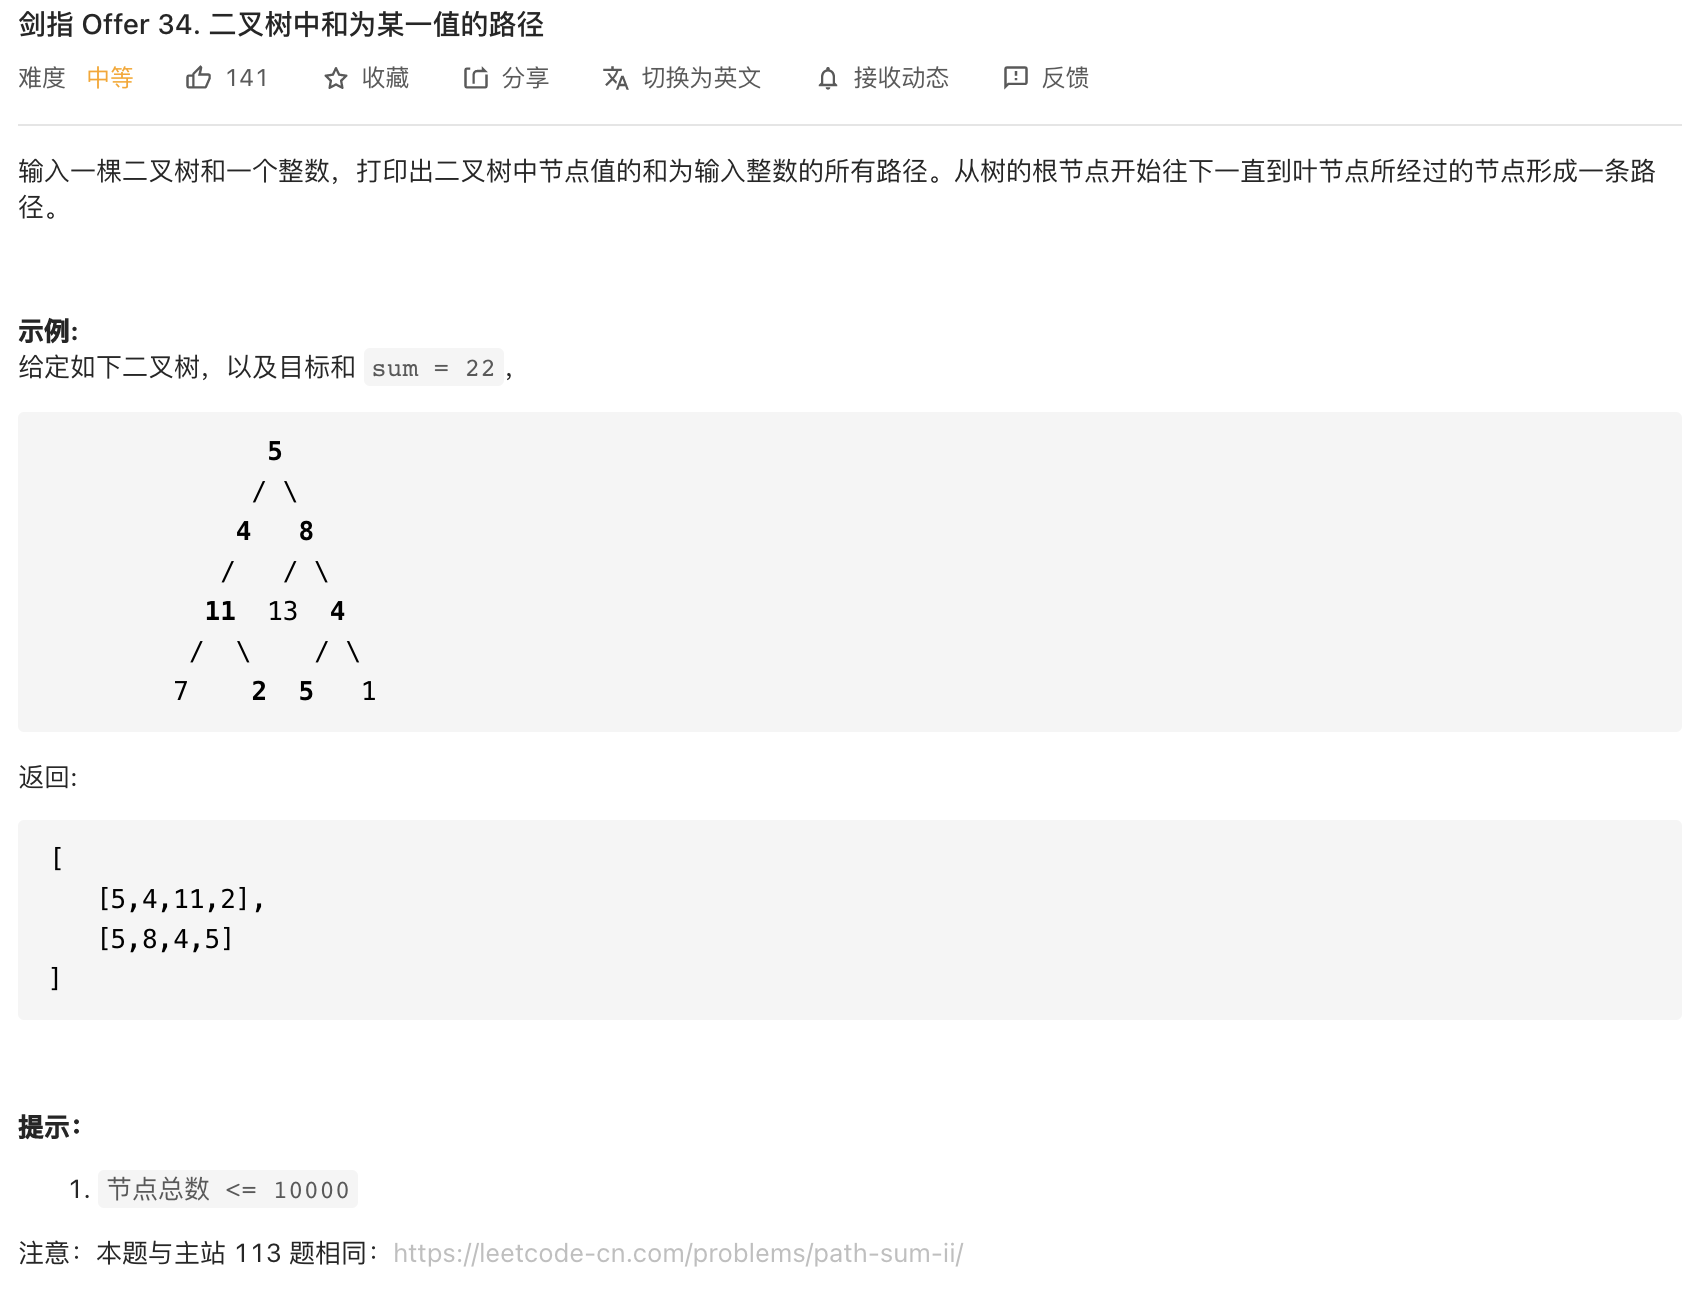 剑指 Offer 34. 二叉树中和为某一值的路径
难度 中等 141 收藏 分享 切换为英文 接收动态 反馈
输入一棵二叉树和一个整数，打印出二叉树中节点值的和为输入整数的所有路径。从树的根节点开始往下一直到叶节点所经过的节点形成一条路
径。
示例:
给定如下二叉树，以及目标和 sum = 22，
5
/ \
4 8
/ / \
11 13 4
/ \ / \
7 2 5 1
返回:
[
[5,4,11,2],
[5,8,4,5]
]
提示：
1. 节点总数 <= 10000
注意：本题与主站 113 题相同：https://leetcode-cn.com/problems/path-sum-ii/